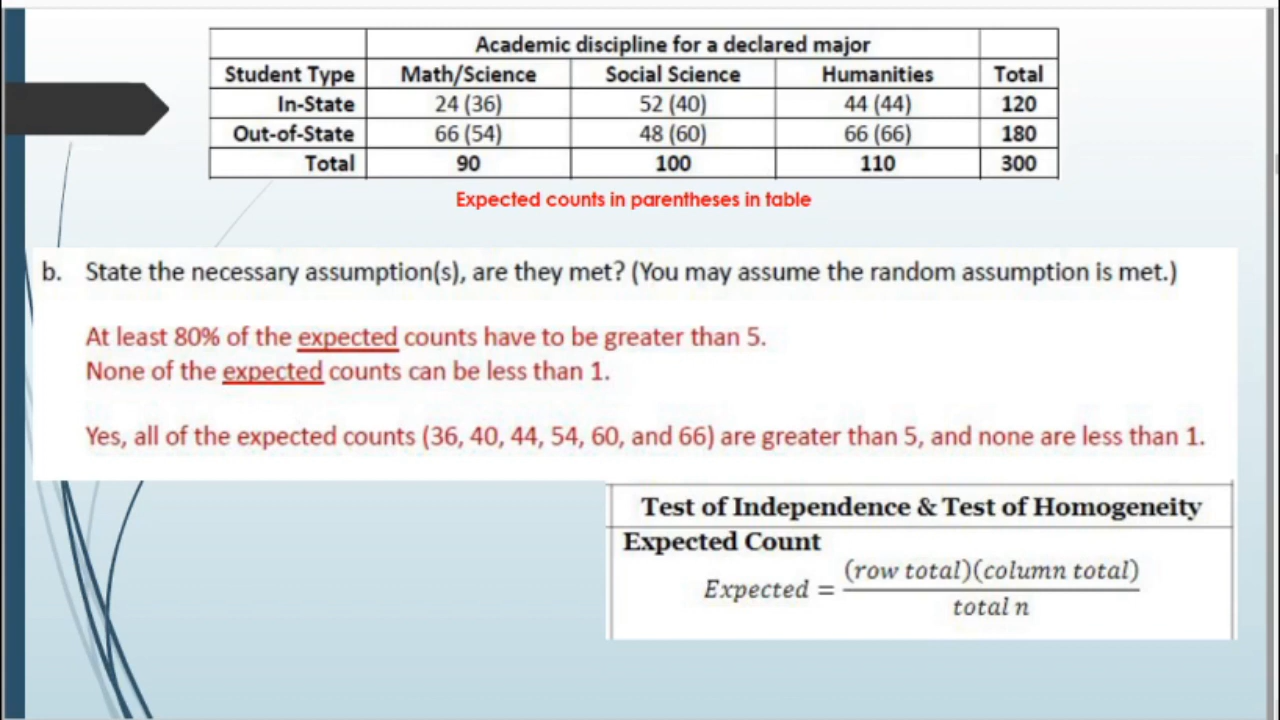 Academic discipline for a declared major
Student Type Math/Science Social Science Humanities Total
In-State 24 (36) 52 (40) 44 (44) 120
Out-of-State 66 (54) 48 (60) 66 (66) 180
Total 90 100 110 300
Expected counts in parentheses in table
b. State the necessary assumption(s), are they met? (You may assume the random assumption is met.)
At least 80% of the expected counts have to be greater than 5.
None of the expected counts can be less than 1.
Yes, all of the expected counts (36, 40, 44, 54, 60, and 66) are greater than 5, and none are less than 1.
Test of Independence & Test of Homogeneity
Expected Count
Expected = (row total)(column total)
total n